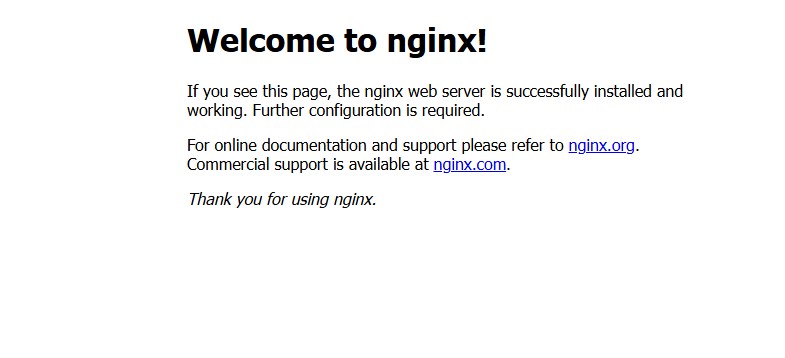 Welcome to nginx!
If you see this page, the nginx web server is successfully installed and
working. Further configuration is required.
For online documentation and support please refer to nginx.org.
Commercial support is available at nginx.com.
Thank you for using nginx.